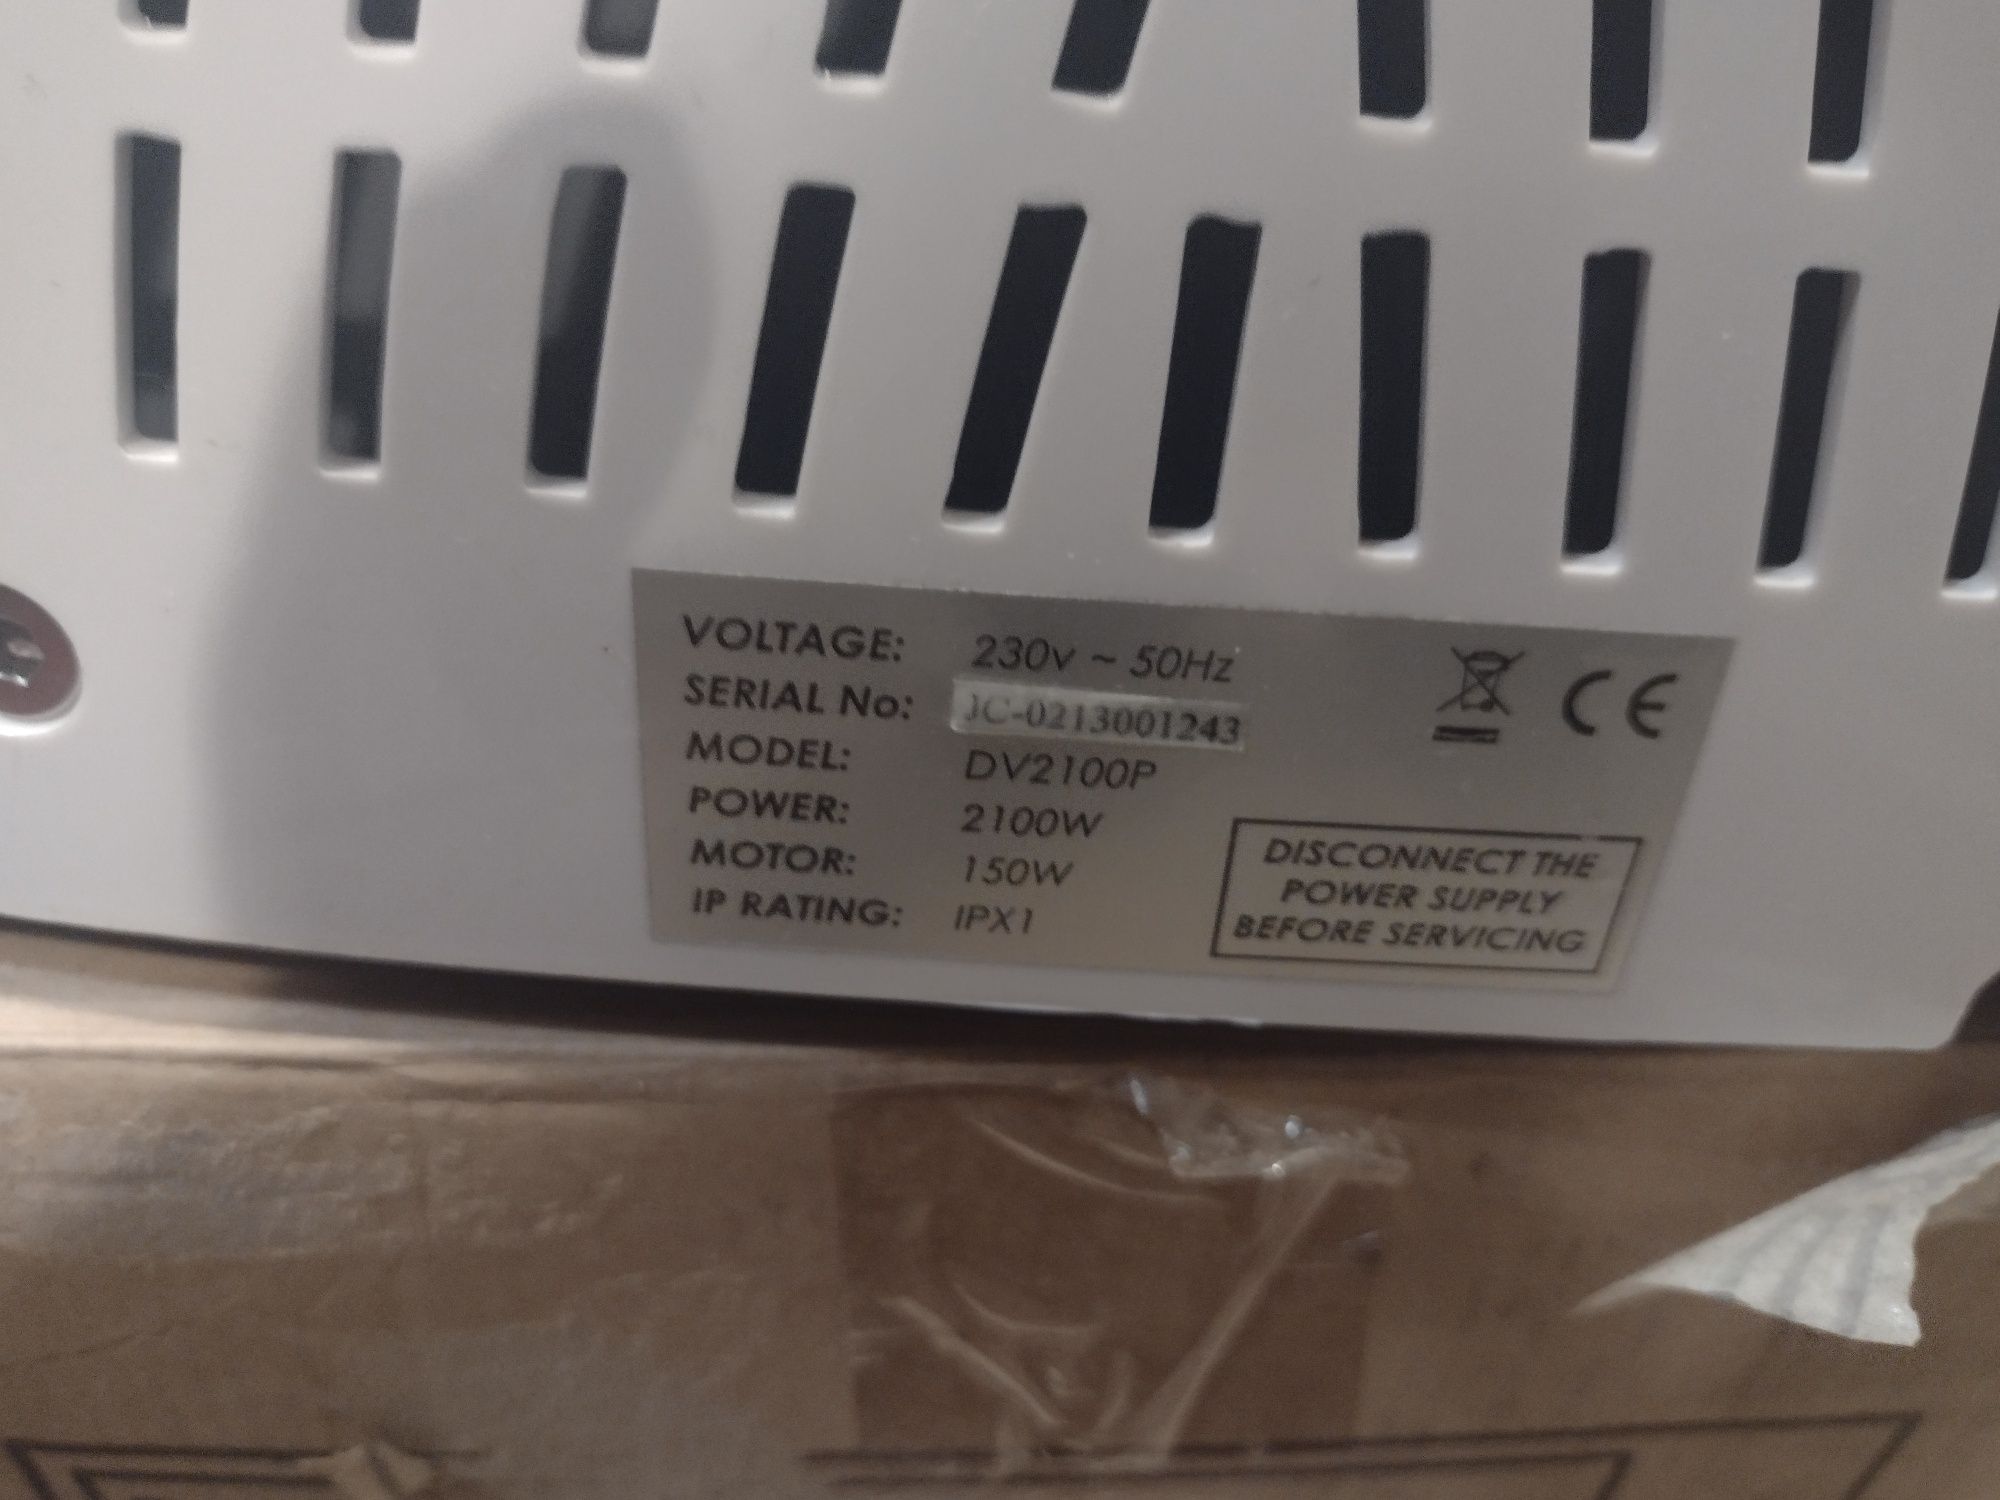 VOLTAGE: 230v ~ 50Hz
SERIAL No: JC-0213001243
MODEL: DV2100P
POWER: 2100W
MOTOR: 150W
IP RATING: IPX1
CE
DISCONNECT THE
POWER SUPPLY
BEFORE SERVICING